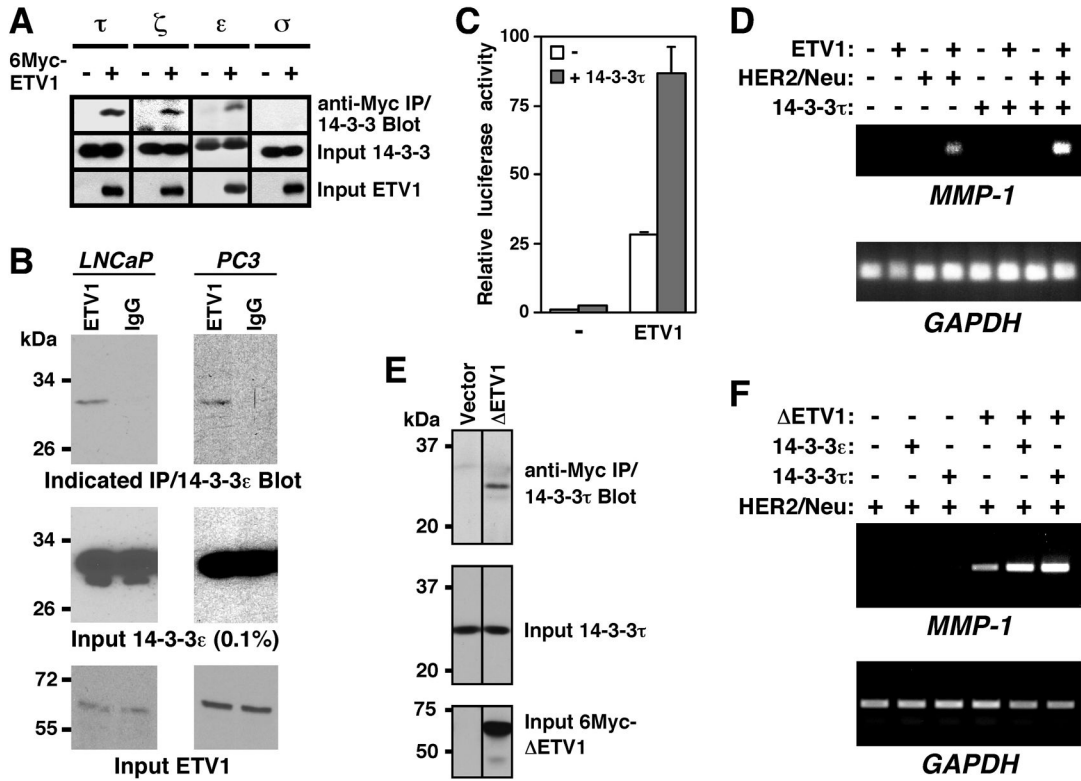 A
τ ζ ε σ
6Myc-
ETV1 - + - + - + - +
anti-Myc IP/
14-3-3 Blot
Input 14-3-3
Input ETV1
B
LNCaP PC3
ETV1 IgG ETV1 IgG
kDa
34
26
Indicated IP/14-3-3ε Blot
34
26
Input 14-3-3ε (0.1%)
72
55
Input ETV1
C
Relative luciferase activity
100
75
50
25
0
-
+ 14-3-3τ
- ETV1
D
ETV1: - + - + - + - +
HER2/Neu: - - + + - - + +
14-3-3τ: - - - - + + + +
MMP-1
GAPDH
E
Vector ΔETV1
kDa
37
20
anti-Myc IP/
14-3-3τ Blot
37
20
Input 14-3-3τ
75
50
Input 6Myc-
ΔETV1
F
ΔETV1: - - - + + +
14-3-3ε: - + - - + -
14-3-3τ: - - + - - +
HER2/Neu: + + + + + +
MMP-1
GAPDH